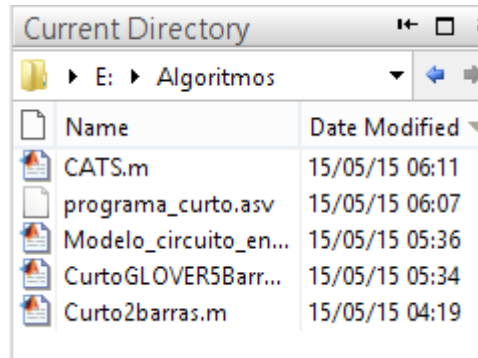 Current Directory
E: Algoritmos
Name Date Modified
CATS.m 15/05/15 06:11
programa_curto.asv 15/05/15 06:07
Modelo_circuito_en... 15/05/15 05:36
CurtoGLOVER5Barr... 15/05/15 05:34
Curto2barras.m 15/05/15 04:19